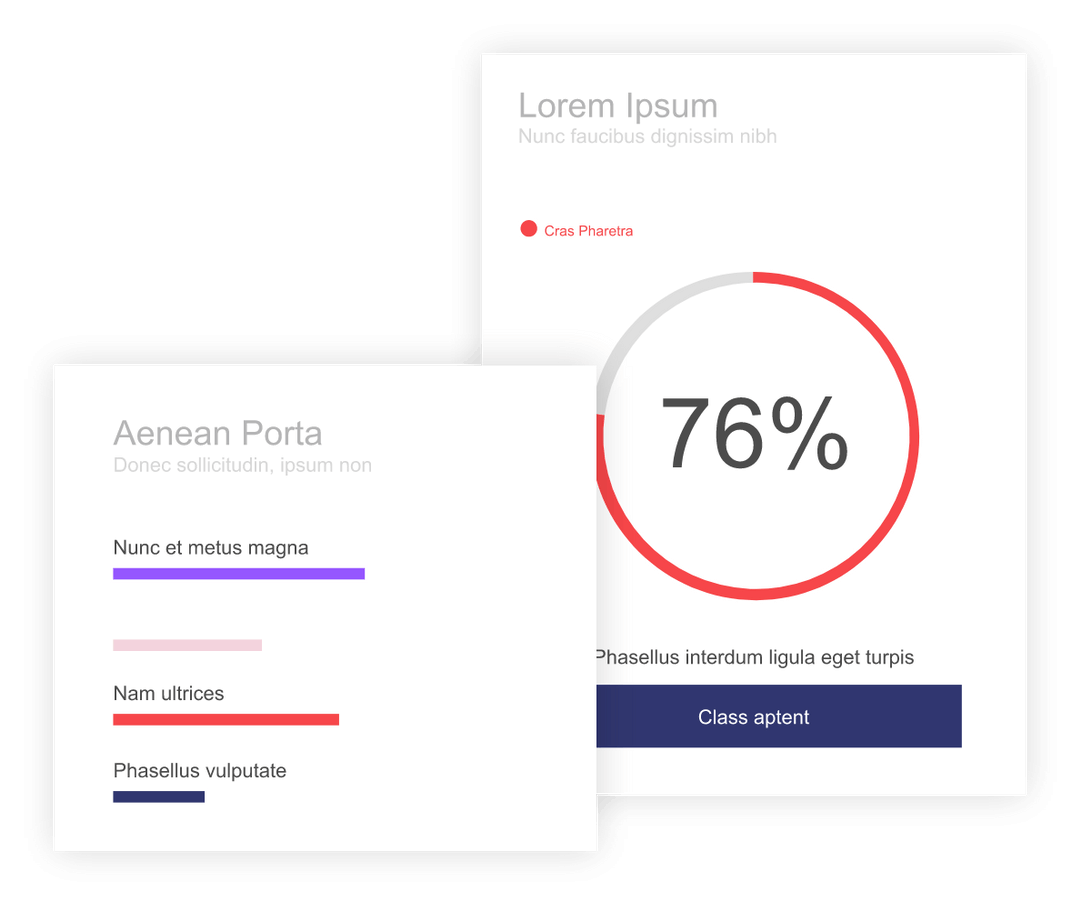 Lorem Ipsum
Nunc faucibus dignissim nibh
Cras Pharetra
76%
Phasellus interdum ligula eget turpis
Class aptent
Aenean Porta
Donec sollicitudin, ipsum non
Nunc et metus magna
Nam ultrices
Phasellus vulputate